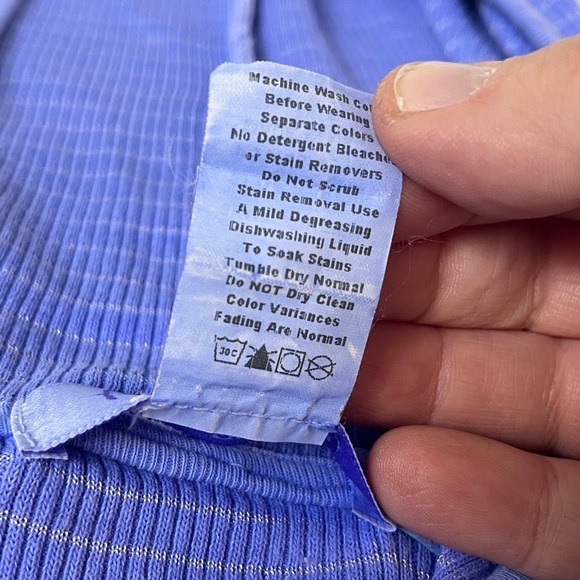 Machine Wash
Before Wearing
Separate Colors
No Detergent Bleache
or Stain Removers
Do Not Scrub
Stain Removal Use
A Mild Degreasing
Dishwashing Liquid
To Soak Stains
Tumble Dry Normal
Do NOT Dry Clean
Color Variances
Fading Are Normal
30C